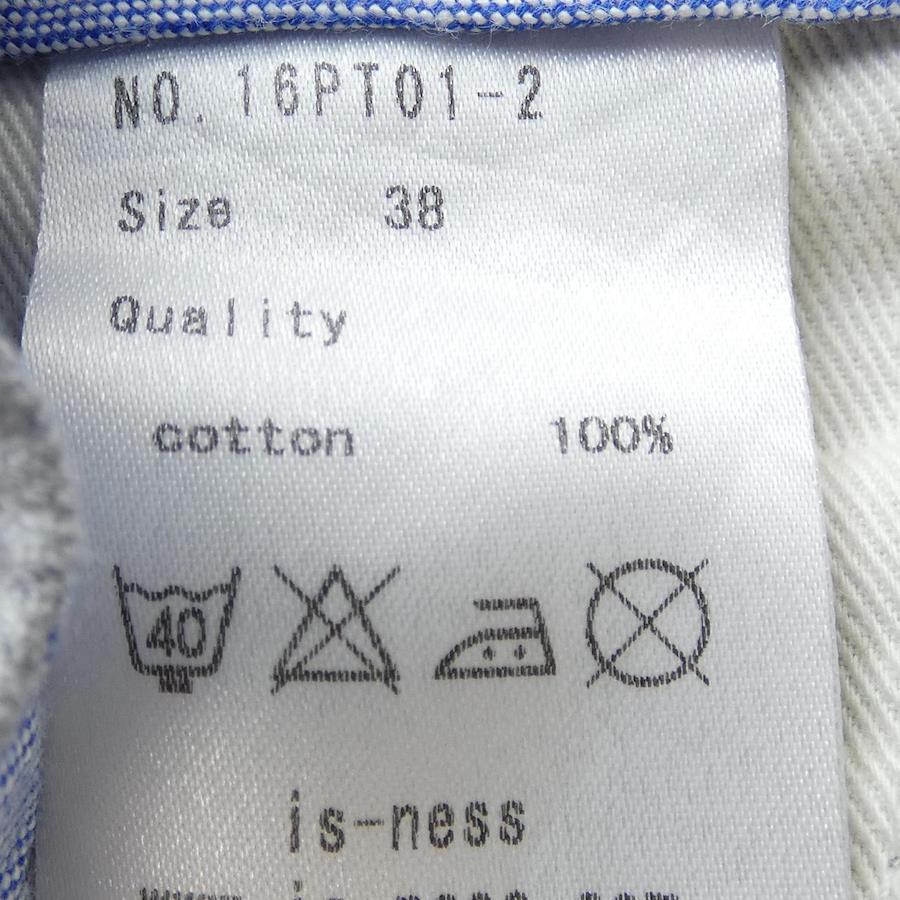 NO. 16PT01-2
Size 38
Quality
cotton 100%
40
is-ness